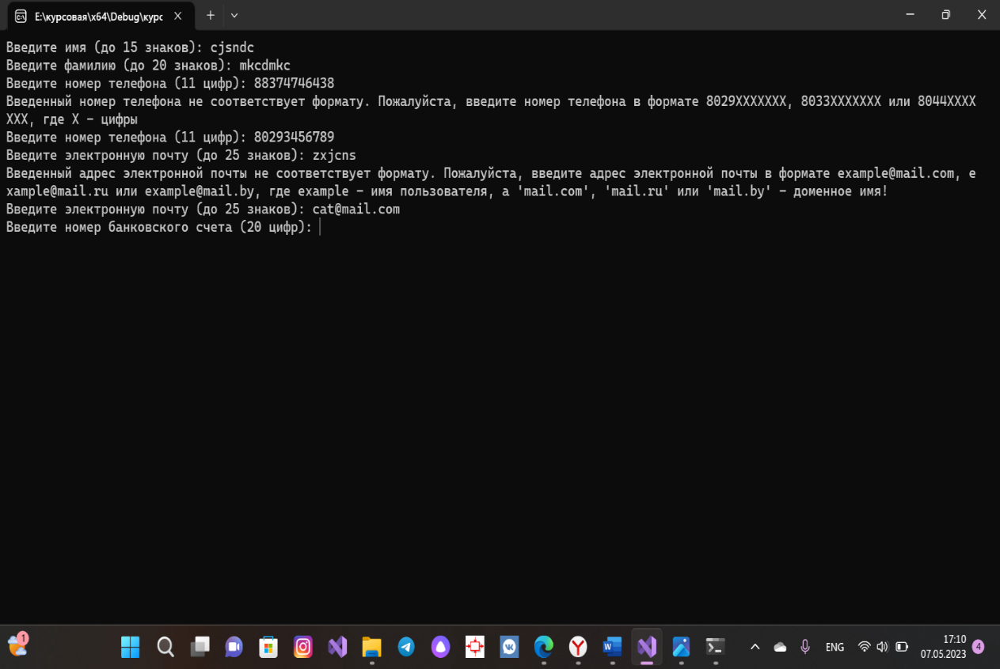 E:\курсовая\x64\Debug\курс
Введите имя (до 15 знаков): cjsndc
Введите фамилию (до 20 знаков): mkcdmkc
Введите номер телефона (11 цифр): 88374746438
Введенный номер телефона не соответствует формату. Пожалуйста, введите номер телефона в формате 8029XXXXXXX, 8033XXXXXXX или 8044XXXX
XXX, где X - цифры
Введите номер телефона (11 цифр): 80293456789
Введите электронную почту (до 25 знаков): zxjcns
Введенный адрес электронной почты не соответствует формату. Пожалуйста, введите адрес электронной почты в формате example@mail.com, e
xample@mail.ru или example@mail.by, где example - имя пользователя, а 'mail.com', 'mail.ru' или 'mail.by' - доменное имя!
Введите электронную почту (до 25 знаков): cat@mail.com
Введите номер банковского счета (20 цифр):
1
ENG
17:10
07.05.2023
4